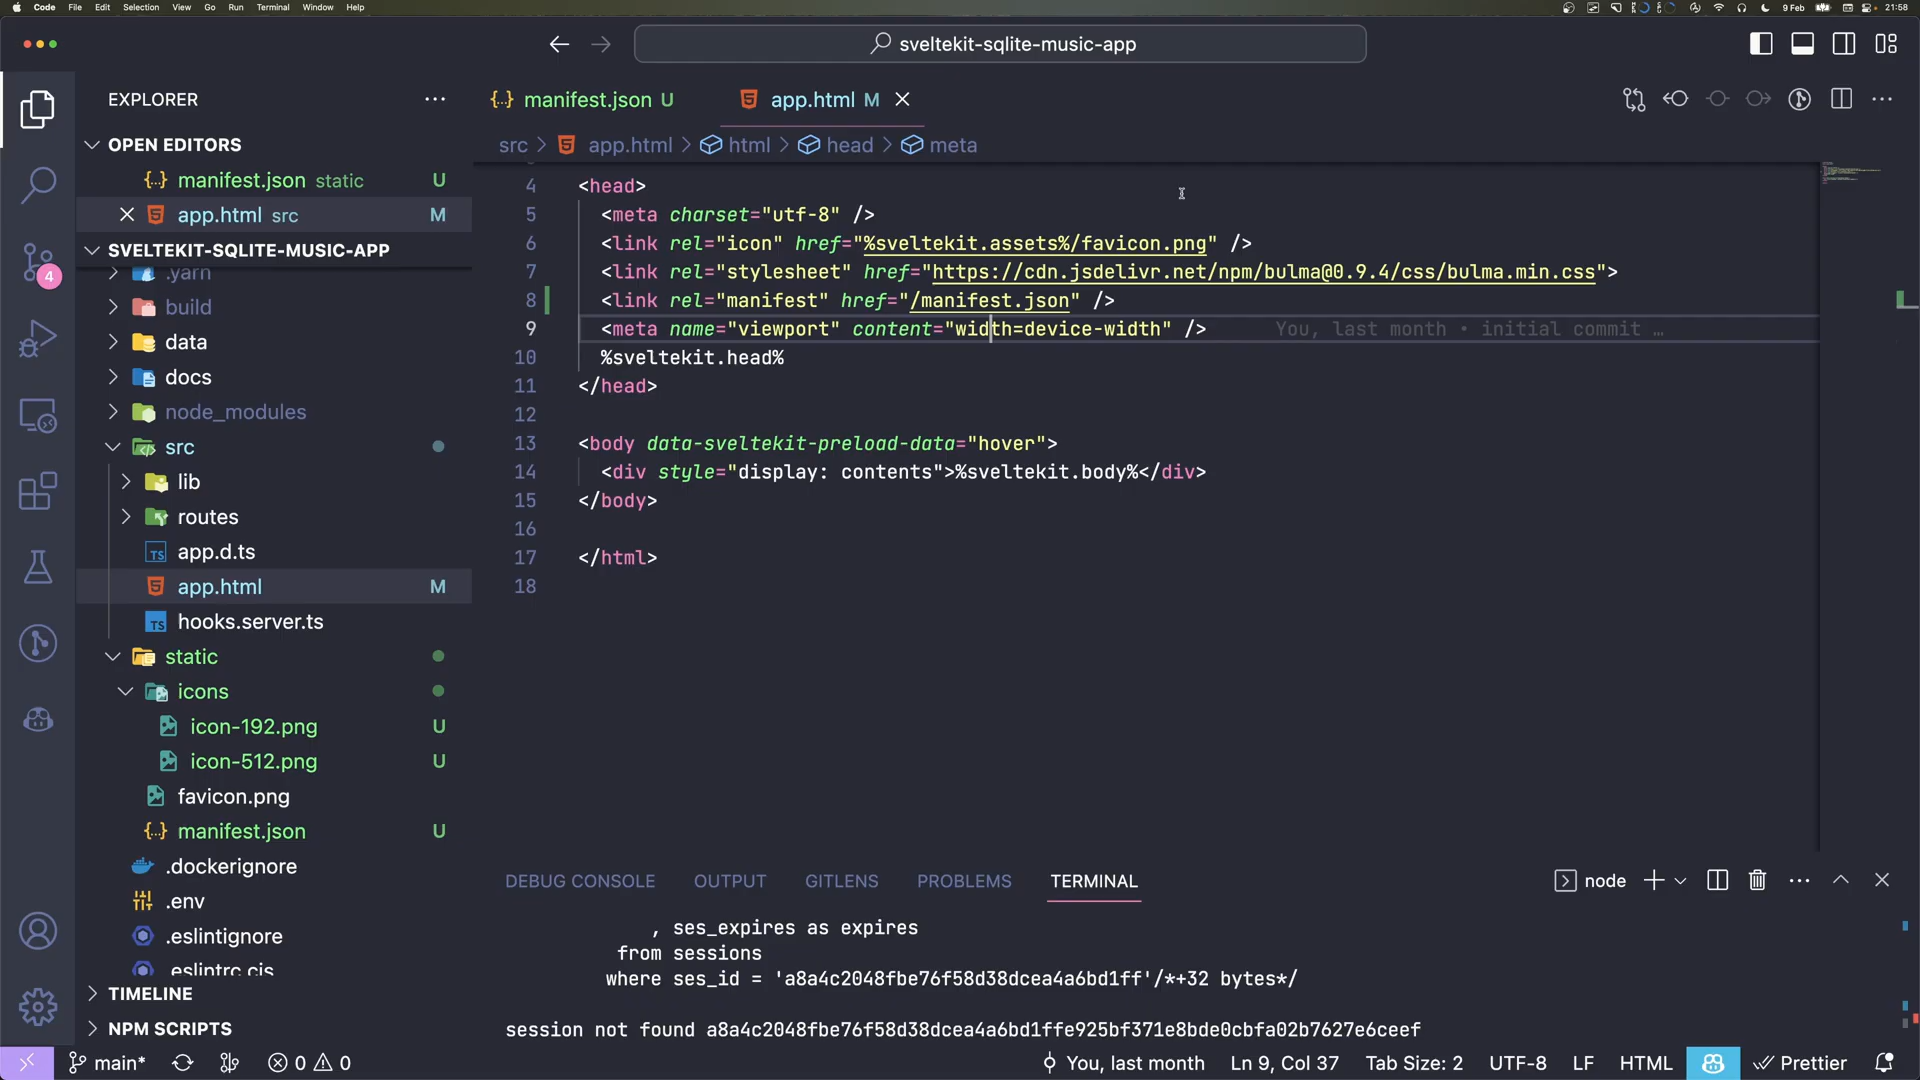 Code File Edit Selection View Go Run Terminal Window Help 9 Feb 21:58
sveltekit-sqlite-music-app
EXPLORER
OPEN EDITORS
manifest.json static U
app.html src M
SVELTEKIT-SQLITE-MUSIC-APP
.yarn
build
data
docs
node_modules
src
lib
routes
app.d.ts
app.html M
hooks.server.ts
static
icons
icon-192.png U
icon-512.png U
favicon.png
manifest.json U
.dockerignore
.env
.eslintignore
.eslintrc.cjs
TIMELINE
NPM SCRIPTS
4
manifest.json U app.html M
src > app.html > html > head > meta
4 <head>
5 <meta charset="utf-8" />
6 <link rel="icon" href="%sveltekit.assets%/favicon.png" />
7 <link rel="stylesheet" href="https://cdn.jsdelivr.net/npm/bulma@0.9.4/css/bulma.min.css">
8 <link rel="manifest" href="/manifest.json" />
9 <meta name="viewport" content="width=device-width" /> You, last month • initial commit …
10 %sveltekit.head%
11 </head>
12
13 <body data-sveltekit-preload-data="hover">
14 <div style="display: contents">%sveltekit.body%</div>
15 </body>
16
17 </html>
18
DEBUG CONSOLE OUTPUT GITLENS PROBLEMS TERMINAL node
, ses_expires as expires
from sessions
where ses_id = 'a8a4c2048fbe76f58d38dcea4a6bd1ff'/*+32 bytes*/
session not found a8a4c2048fbe76f58d38dcea4a6bd1ffe925bf371e8bde0cbfa02b7627e6ceef
main* 0 0 You, last month Ln 9, Col 37 Tab Size: 2 UTF-8 LF HTML Prettier